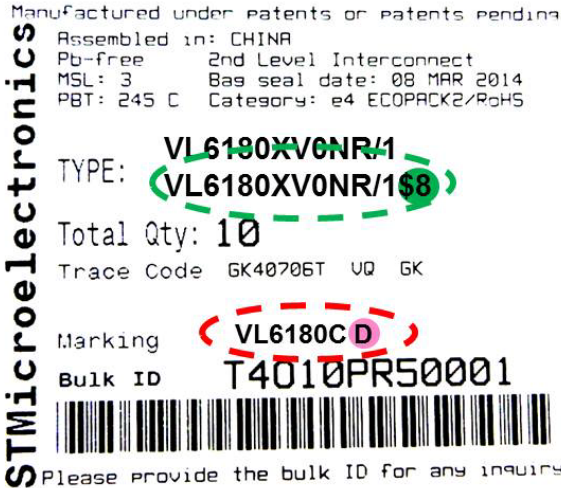 Manufactured under patents or patents pending
STMicroelectronics
Assembled in: CHINA
Pb-free 2nd Level Interconnect
MSL: 3 Bag seal date: 08 MAR 2014
PBT: 245 C Category: e4 ECOPACK2/RoHS
TYPE: VL6180XV0NR/1
VL6180XV0NR/1$8
Total Qty: 10
Trace Code GK40706T VQ GK
Marking VL6180C D
Bulk ID T4010PR50001
Please provide the bulk ID for any inquiry